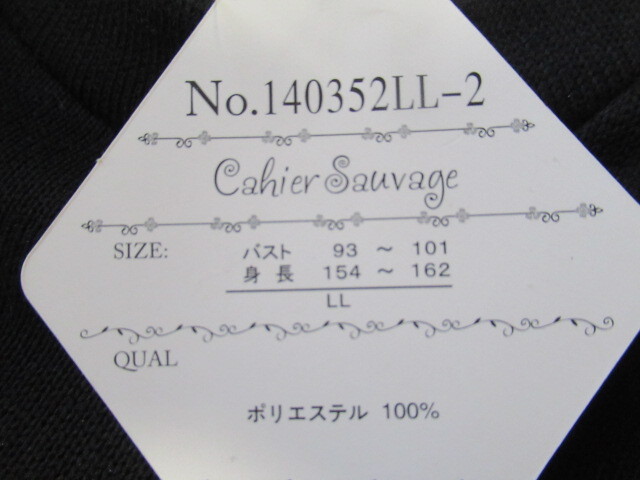 No.140352LL-2
Cahier Sauvage
SIZE: バスト 93 ～ 101
身 長 154 ～ 162
LL
QUAL
ポリエステル 100%